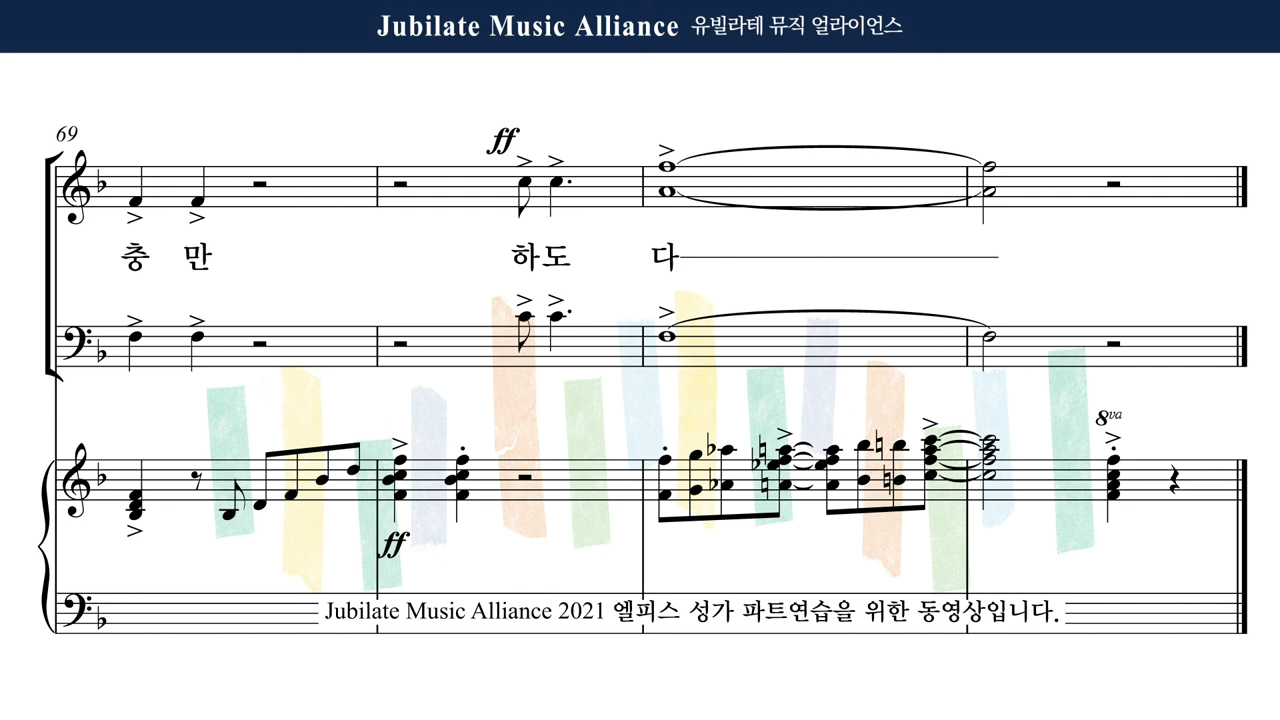 Jubilate Music Alliance 유빌라테 뮤직 얼라이언스
69
ff
충 만 하도 다
8va
ff
Jubilate Music Alliance 2021 엘피스 성가 파트연습을 위한 동영상입니다.